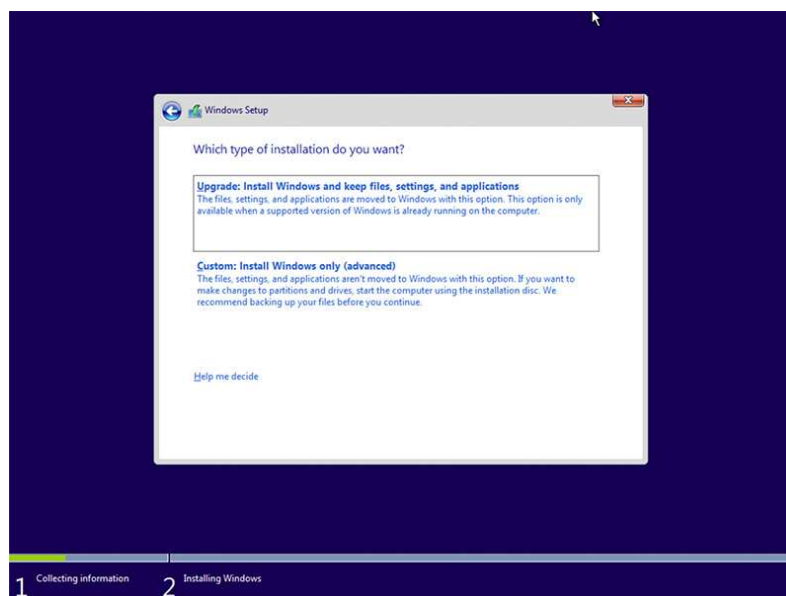 Windows Setup
Which type of installation do you want?
Upgrade: Install Windows and keep files, settings, and applications
The files, settings, and applications are moved to Windows with this option. This option is only
available when a supported version of Windows is already running on the computer.
Custom: Install Windows only (advanced)
The files, settings, and applications aren't moved to Windows with this option. If you want to
make changes to partitions and drives, start the computer using the installation disc. We
recommend backing up your files before you continue.
Help me decide
1 Collecting information 2 Installing Windows